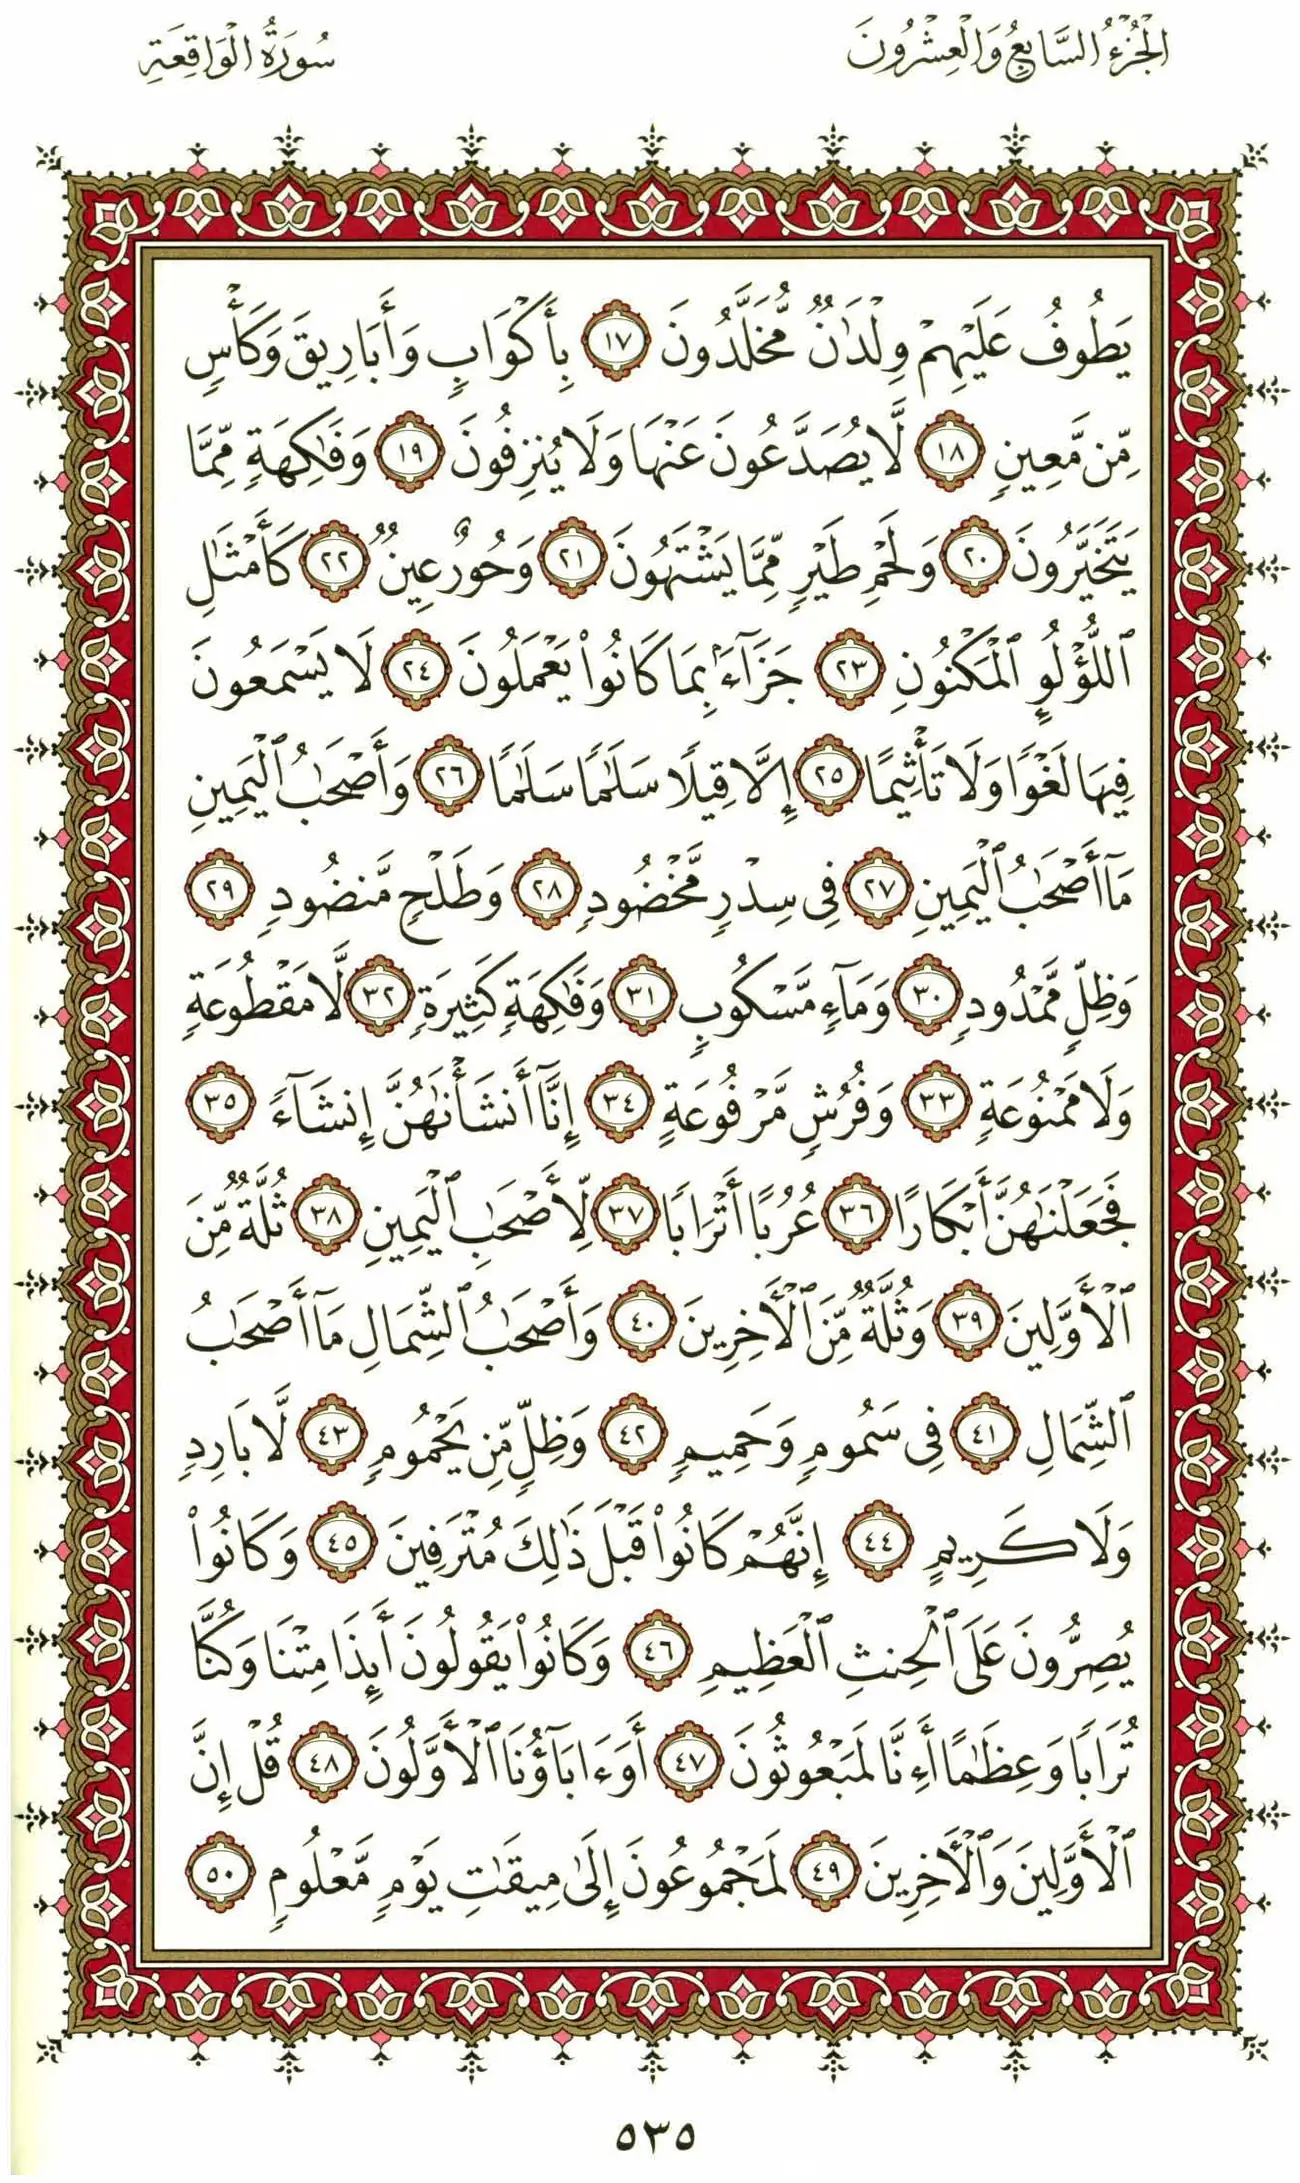 الْجُزْءُ السَّابِعُ وَالْعِشْرُونَ
سُورَةُ الْوَاقِعَةِ
يَطُوفُ عَلَيْهِمْ وِلْدَٰنٌ مُّخَلَّدُونَ ١٧ بِأَكْوَابٍ وَأَبَارِيقَ وَكَأْسٍ
مِّن مَّعِينٍ ١٨ لَّا يُصَدَّعُونَ عَنْهَا وَلَا يُنزِفُونَ ١٩ وَفَٰكِهَةٍ مِّمَّا
يَتَخَيَّرُونَ ٢٠ وَلَحْمِ طَيْرٍ مِّمَّا يَشْتَهُونَ ٢١ وَحُورٌ عِينٌ ٢٢ كَأَمْثَٰلِ
ٱللُّؤْلُوِٕ ٱلْمَكْنُونِ ٢٣ جَزَآءًۢ بِمَا كَانُوا۟ يَعْمَلُونَ ٢٤ لَا يَسْمَعُونَ
فِيهَا لَغْوًا وَلَا تَأْثِيمًا ٢٥ إِلَّا قِيلًا سَلَٰمًا سَلَٰمًا ٢٦ وَأَصْحَٰبُ ٱلْيَمِينِ
مَآ أَصْحَٰبُ ٱلْيَمِينِ ٢٧ فِى سِدْرٍ مَّخْضُودٍ ٢٨ وَطَلْحٍ مَّنضُودٍ ٢٩
وَظِلٍّ مَّمْدُودٍ ٣٠ وَمَآءٍ مَّسْكُوبٍ ٣١ وَفَٰكِهَةٍ كَثِيرَةٍ ٣٢ لَّا مَقْطُوعَةٍ
وَلَا مَمْنُوعَةٍ ٣٣ وَفُرُشٍ مَّرْفُوعَةٍ ٣٤ إِنَّآ أَنشَأْنَٰهُنَّ إِنشَآءً ٣٥
فَجَعَلْنَٰهُنَّ أَبْكَارًا ٣٦ عُرُبًا أَتْرَابًا ٣٧ لِّأَصْحَٰبِ ٱلْيَمِينِ ٣٨ ثُلَّةٌ مِّنَ
ٱلْأَوَّلِينَ ٣٩ وَثُلَّةٌ مِّنَ ٱلْءَاخِرِينَ ٤٠ وَأَصْحَٰبُ ٱلشِّمَالِ مَآ أَصْحَٰبُ
ٱلشِّمَالِ ٤١ فِى سَمُومٍ وَحَمِيمٍ ٤٢ وَظِلٍّ مِّن يَحْمُومٍ ٤٣ لَّا بَارِدٍ
وَلَا كَرِيمٍ ٤٤ إِنَّهُمْ كَانُوا۟ قَبْلَ ذَٰلِكَ مُتْرَفِينَ ٤٥ وَكَانُوا۟
يُصِرُّونَ عَلَى ٱلْحِنثِ ٱلْعَظِيمِ ٤٦ وَكَانُوا۟ يَقُولُونَ أَئِذَا مِتْنَا وَكُنَّا
تُرَابًا وَعِظَٰمًا أَءِنَّا لَمَبْعُوثُونَ ٤٧ أَوَءَابَآؤُنَا ٱلْأَوَّلُونَ ٤٨ قُلْ إِنَّ
ٱلْأَوَّلِينَ وَٱلْءَاخِرِينَ ٤٩ لَمَجْمُوعُونَ إِلَىٰ مِيقَٰتِ يَوْمٍ مَّعْلُومٍ ٥٠
٥٣٥